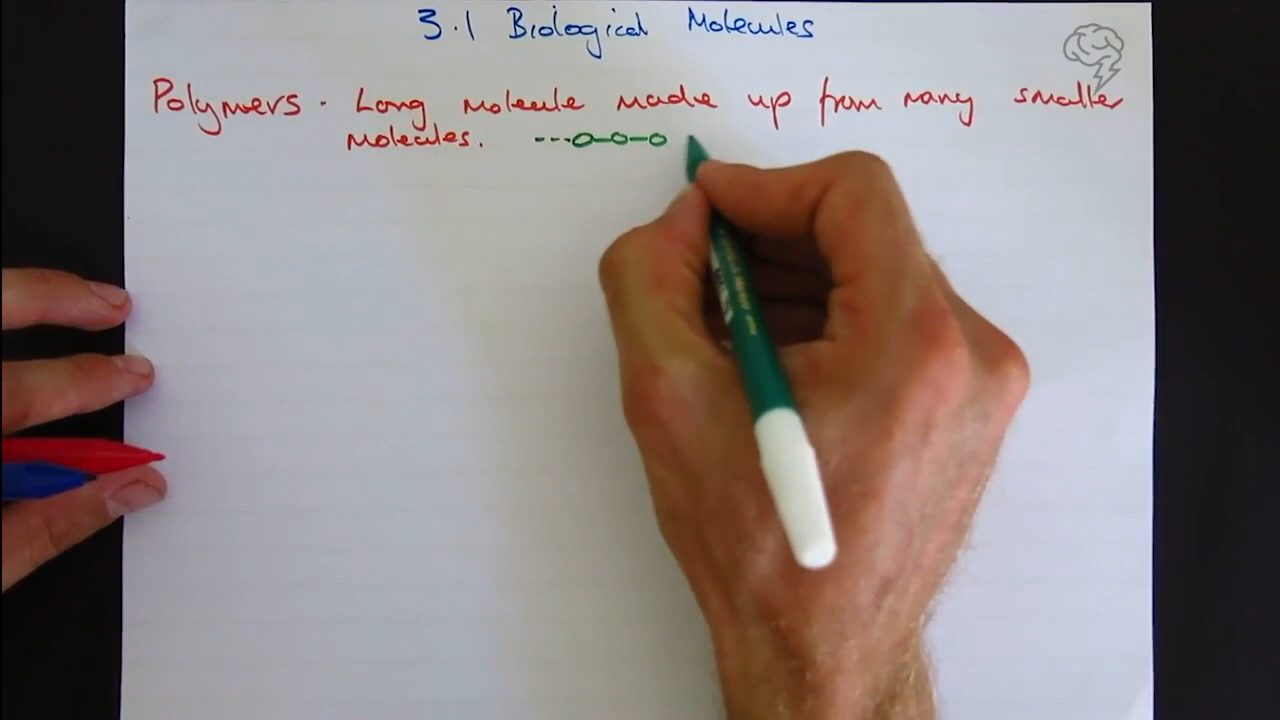 3.1 Biological Molecules
Polymers - Long molecule made up from many smaller
molecules.